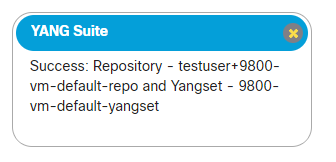 YANG Suite
Success: Repository - testuser+9800-
vm-default-repo and Yangset - 9800-
vm-default-yangset